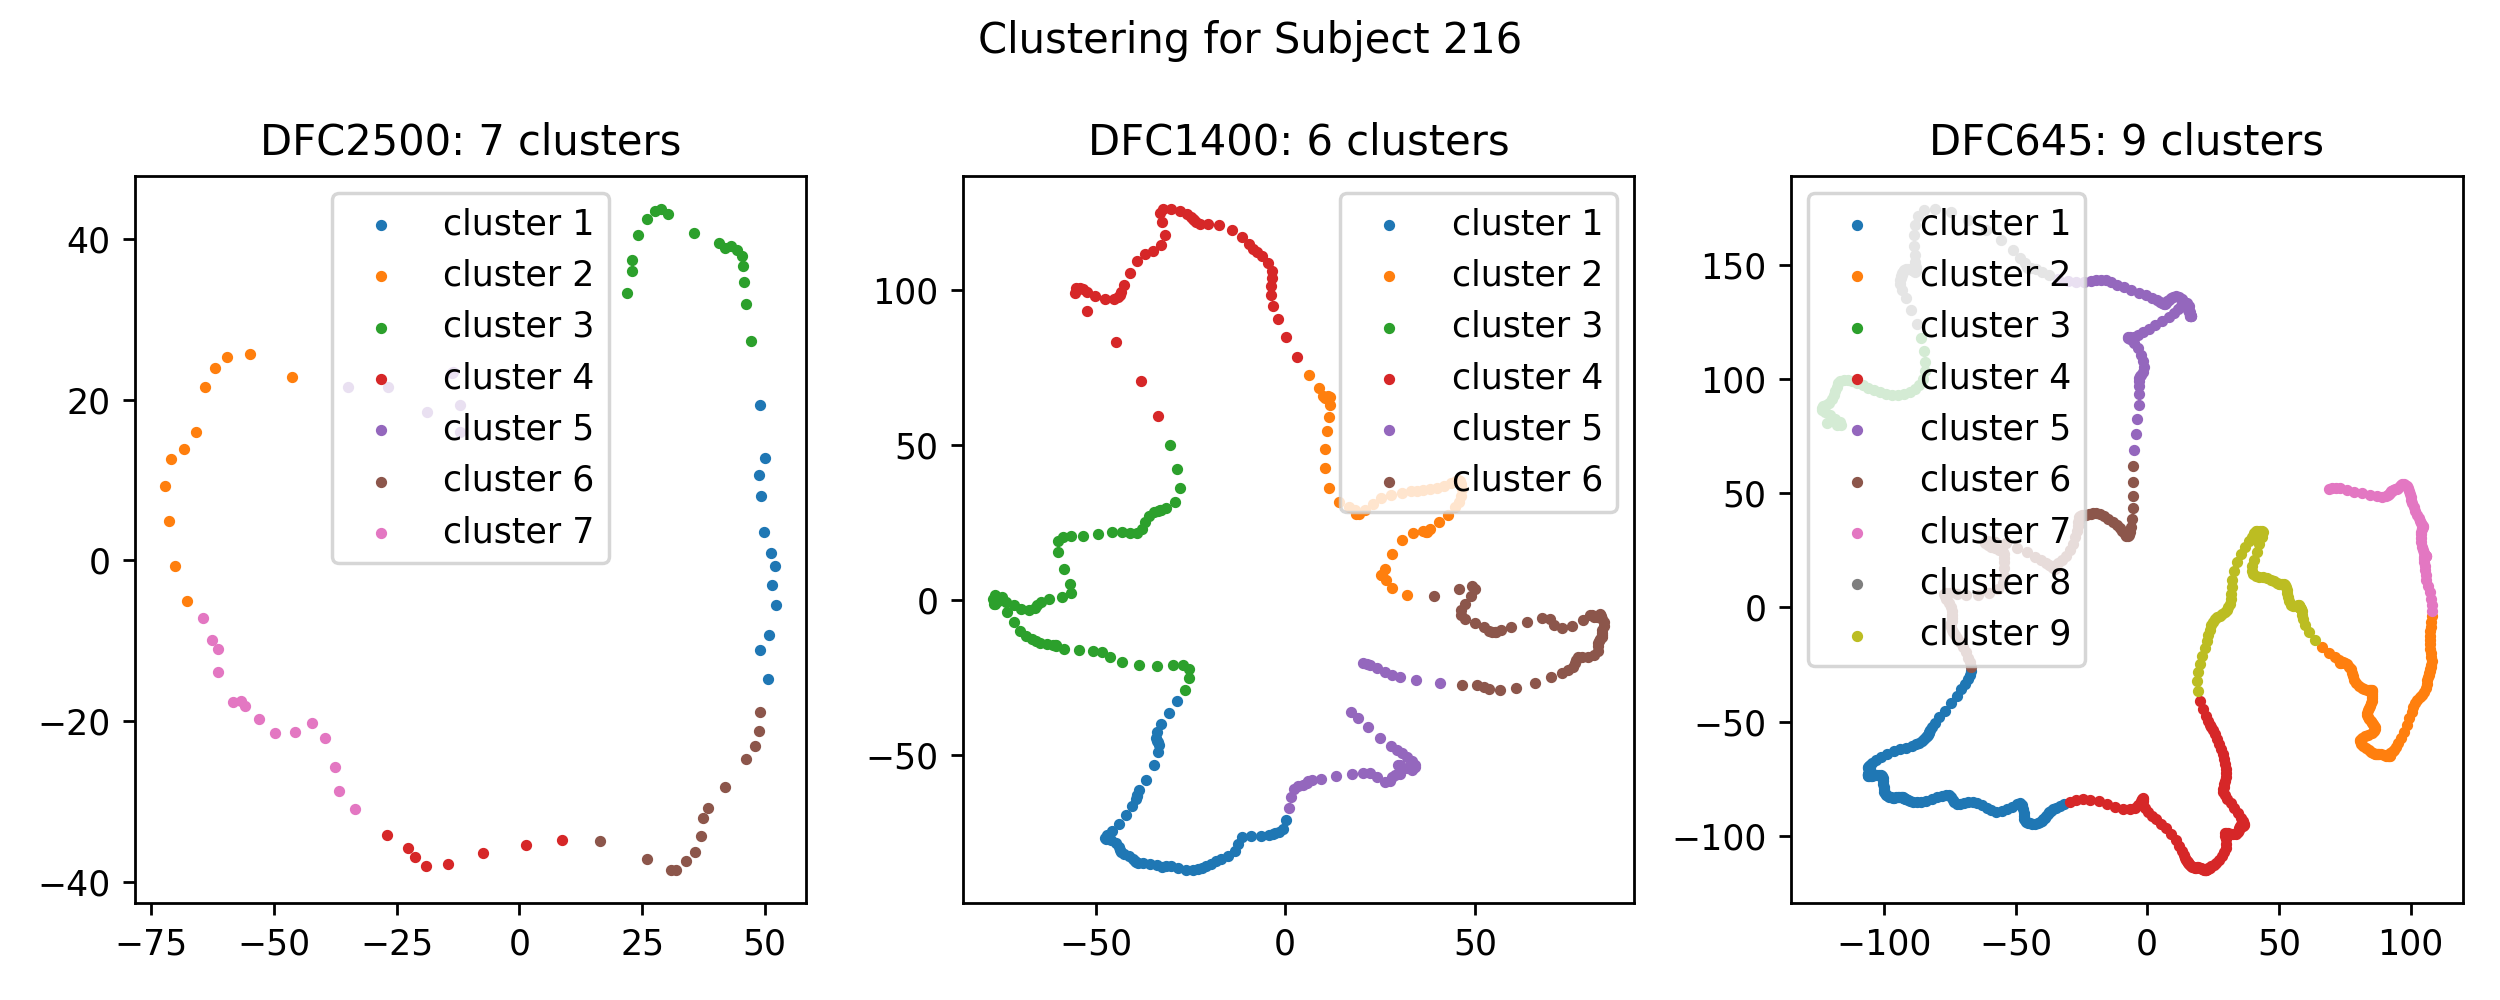 Clustering for Subject 216
DFC2500: 7 clusters
cluster 1
cluster 2
cluster 3
cluster 4
cluster 5
cluster 6
cluster 7
40
20
0
−20
−40
−75 −50 −25 0 25 50
DFC1400: 6 clusters
cluster 1
cluster 2
cluster 3
cluster 4
cluster 5
cluster 6
100
50
0
−50
−50 0 50
DFC645: 9 clusters
cluster 1
cluster 2
cluster 3
cluster 4
cluster 5
cluster 6
cluster 7
cluster 8
cluster 9
150
100
50
0
−50
−100
−100 −50 0 50 100